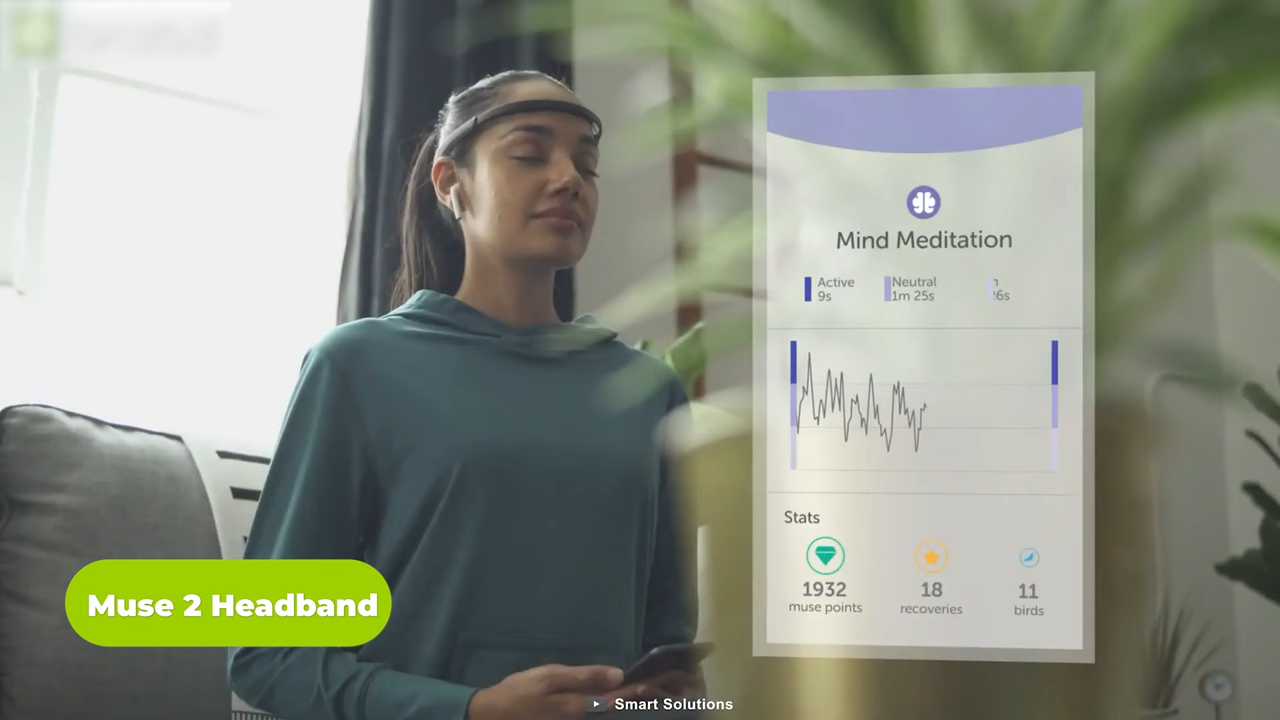 Mind Meditation
Active
9s
Neutral
1m 25s
Stats
1932
muse points
18
recoveries
11
birds
Muse 2 Headband
Smart Solutions